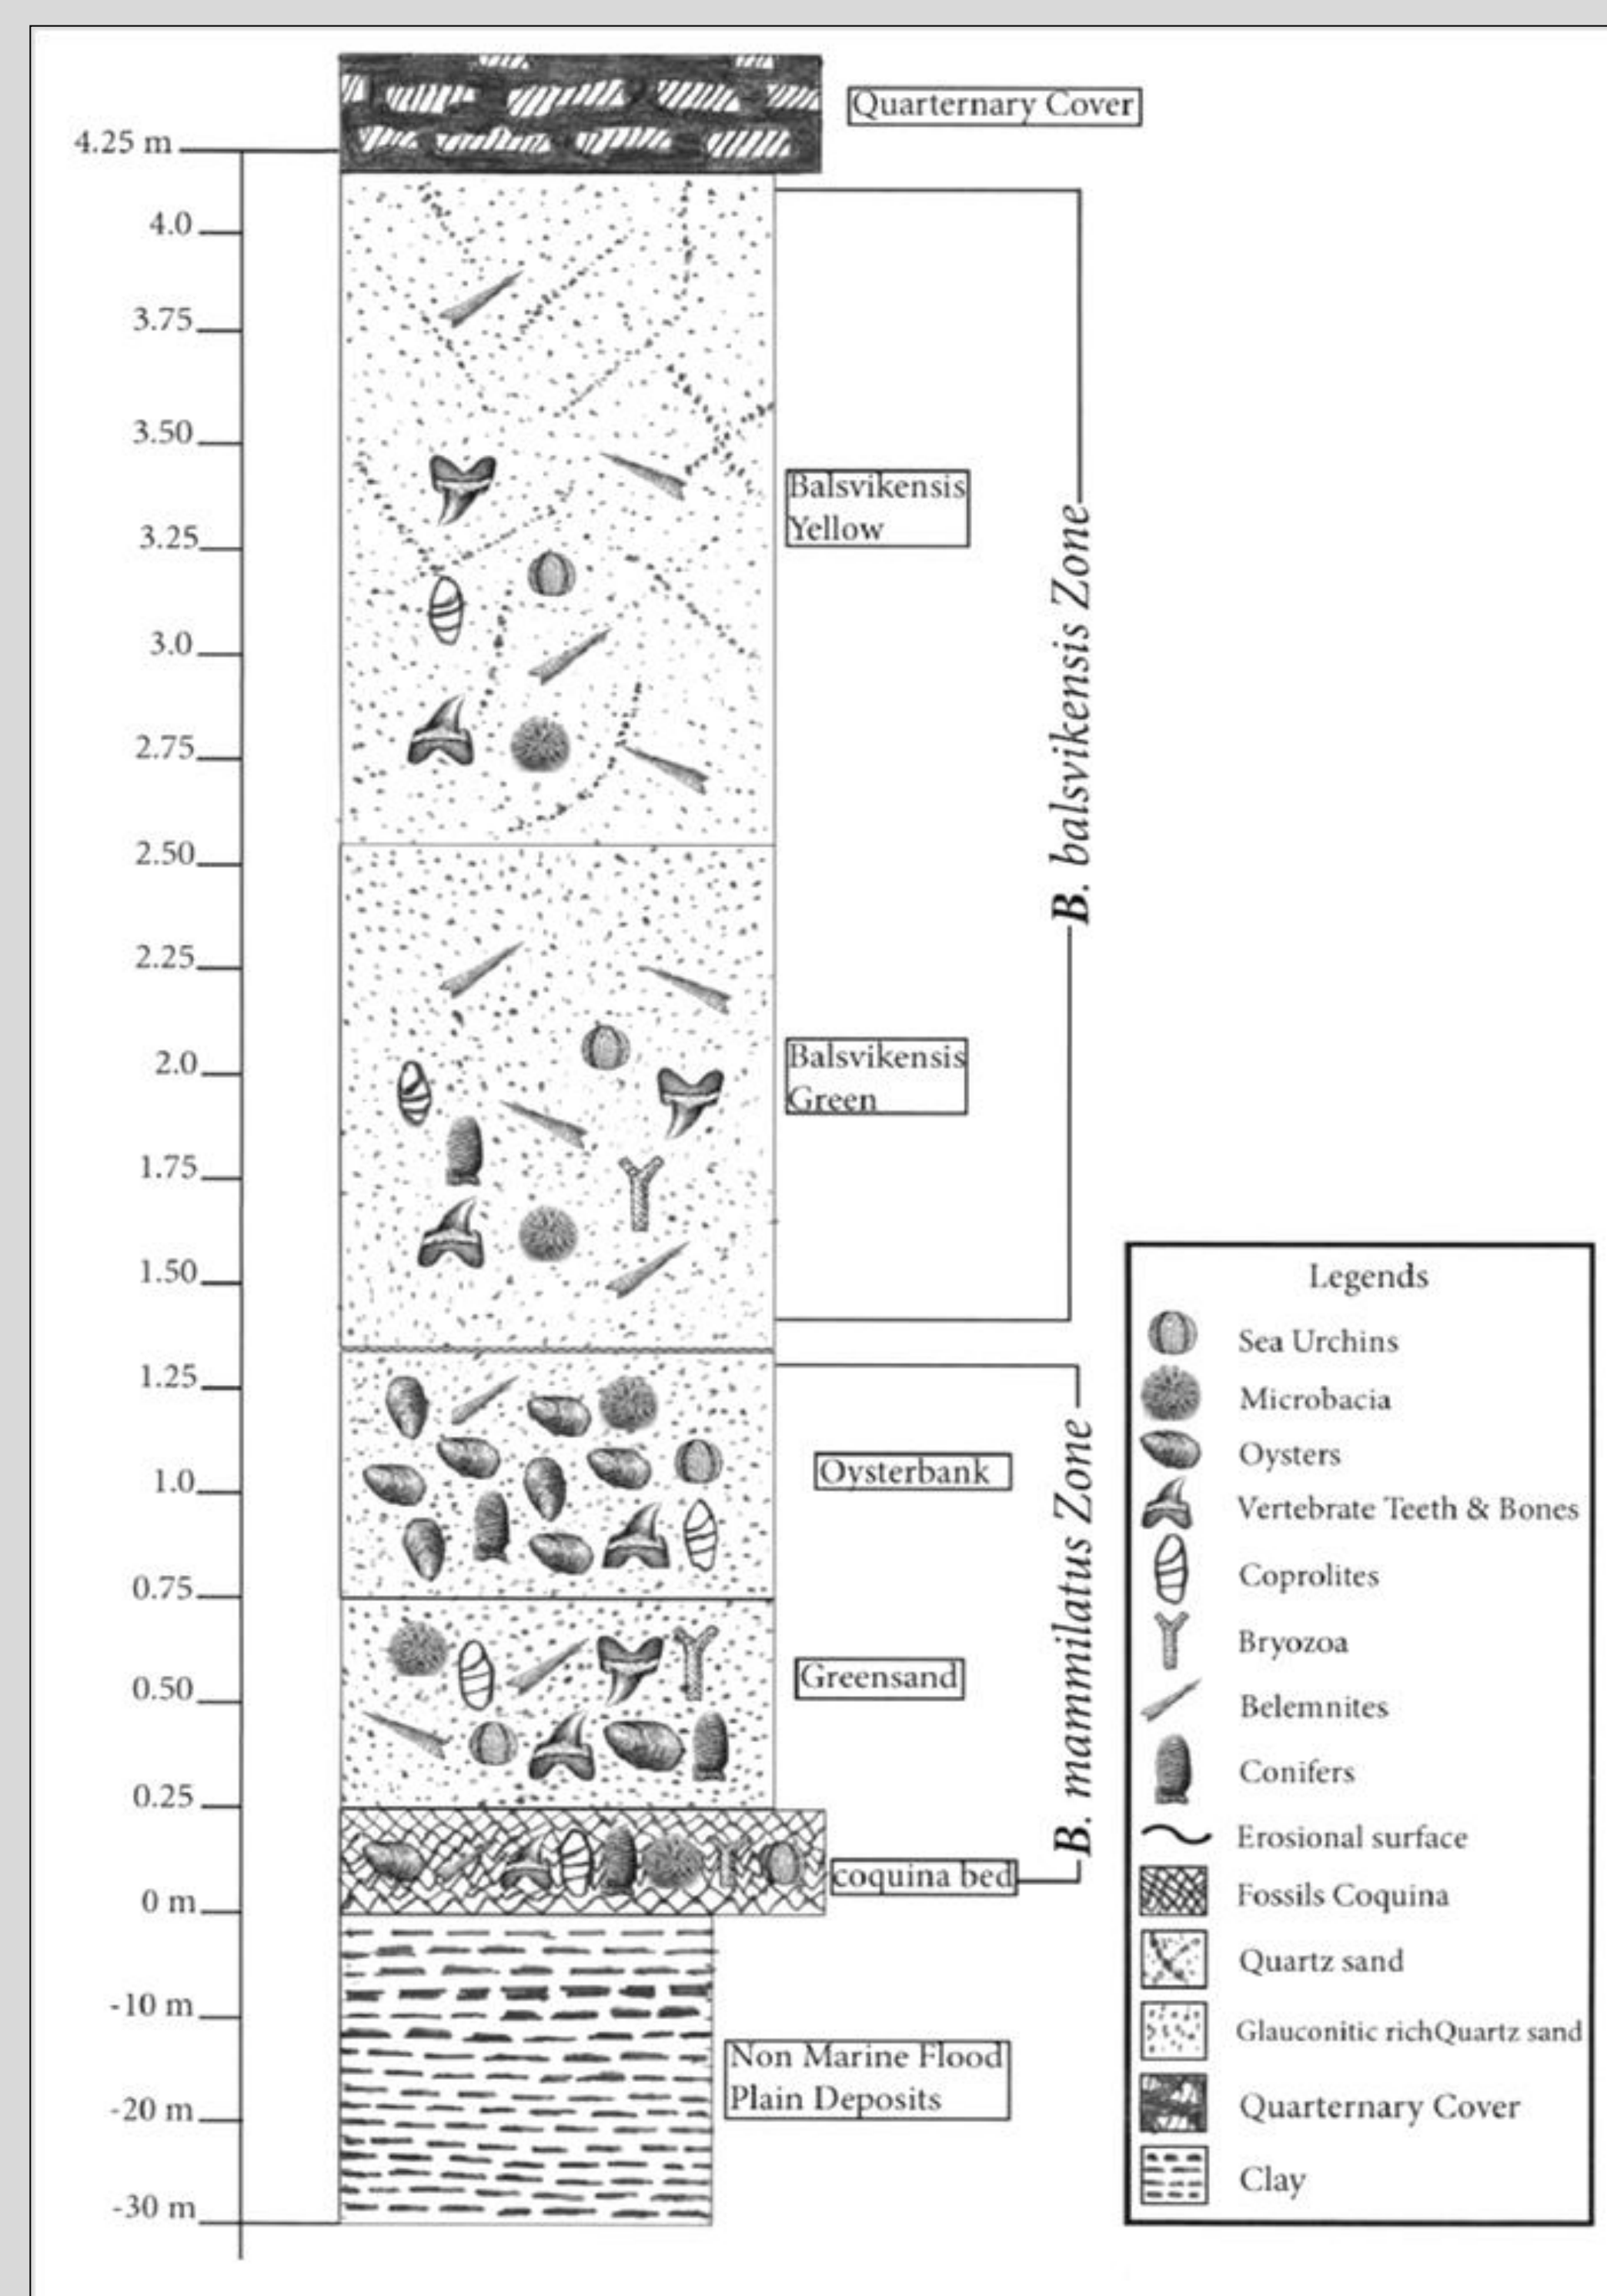 Quarternary Cover
4.25 m
4.0
3.75
3.50
3.25
3.0
2.75
2.50
2.25
2.0
1.75
1.50
1.25
1.0
0.75
0.50
0.25
0 m
-10 m
-20 m
-30 m
Balsvikensis
Yellow
B. balsvikensis Zone
Balsvikensis
Green
Oysterbank
B. mammilatus Zone
Greensand
coquina bed
Non Marine Flood
Plain Deposits
Legends
Sea Urchins
Microbacia
Oysters
Vertebrate Teeth & Bones
Coprolites
Bryozoa
Belemnites
Conifers
Erosional surface
Fossils Coquina
Quartz sand
Glauconitic richQuartz sand
Quarternary Cover
Clay